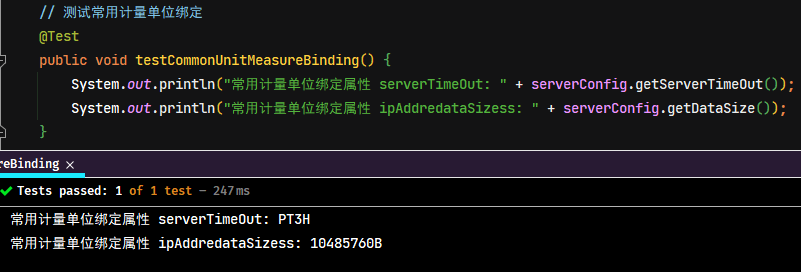 // 测试常用计量单位绑定
@Test
public void testCommonUnitMeasureBinding() {
System.out.println("常用计量单位绑定属性 serverTimeOut: " + serverConfig.getServerTimeOut());
System.out.println("常用计量单位绑定属性 ipAddredataSizess: " + serverConfig.getDataSize());
}
reBinding ×
Tests passed: 1 of 1 test – 247 ms
常用计量单位绑定属性 serverTimeOut: PT3H
常用计量单位绑定属性 ipAddredataSizess: 10485760B